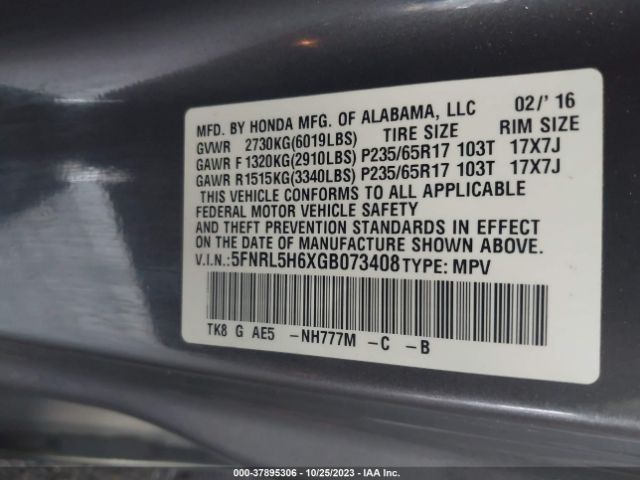 MFD. BY HONDA MFG. OF ALABAMA, LLC 02/' 16
GVWR 2730KG(6019LBS) TIRE SIZE RIM SIZE
GAWR F 1320KG(2910LBS) P235/65R17 103T 17X7J
GAWR R1515KG(3340LBS) P235/65R17 103T 17X7J
THIS VEHICLE CONFORMS TO ALL APPLICABLE
FEDERAL MOTOR VEHICLE SAFETY
AND THEFT PREVENTION STANDARDS IN EFFECT
ON THE DATE OF MANUFACTURE SHOWN ABOVE.
V.I.N.: 5FNRL5H6XGB073408 TYPE: MPV
TK8 G AE5 -NH777M -C -B
000-37895306 - 10/25/2023 - IAA Inc.